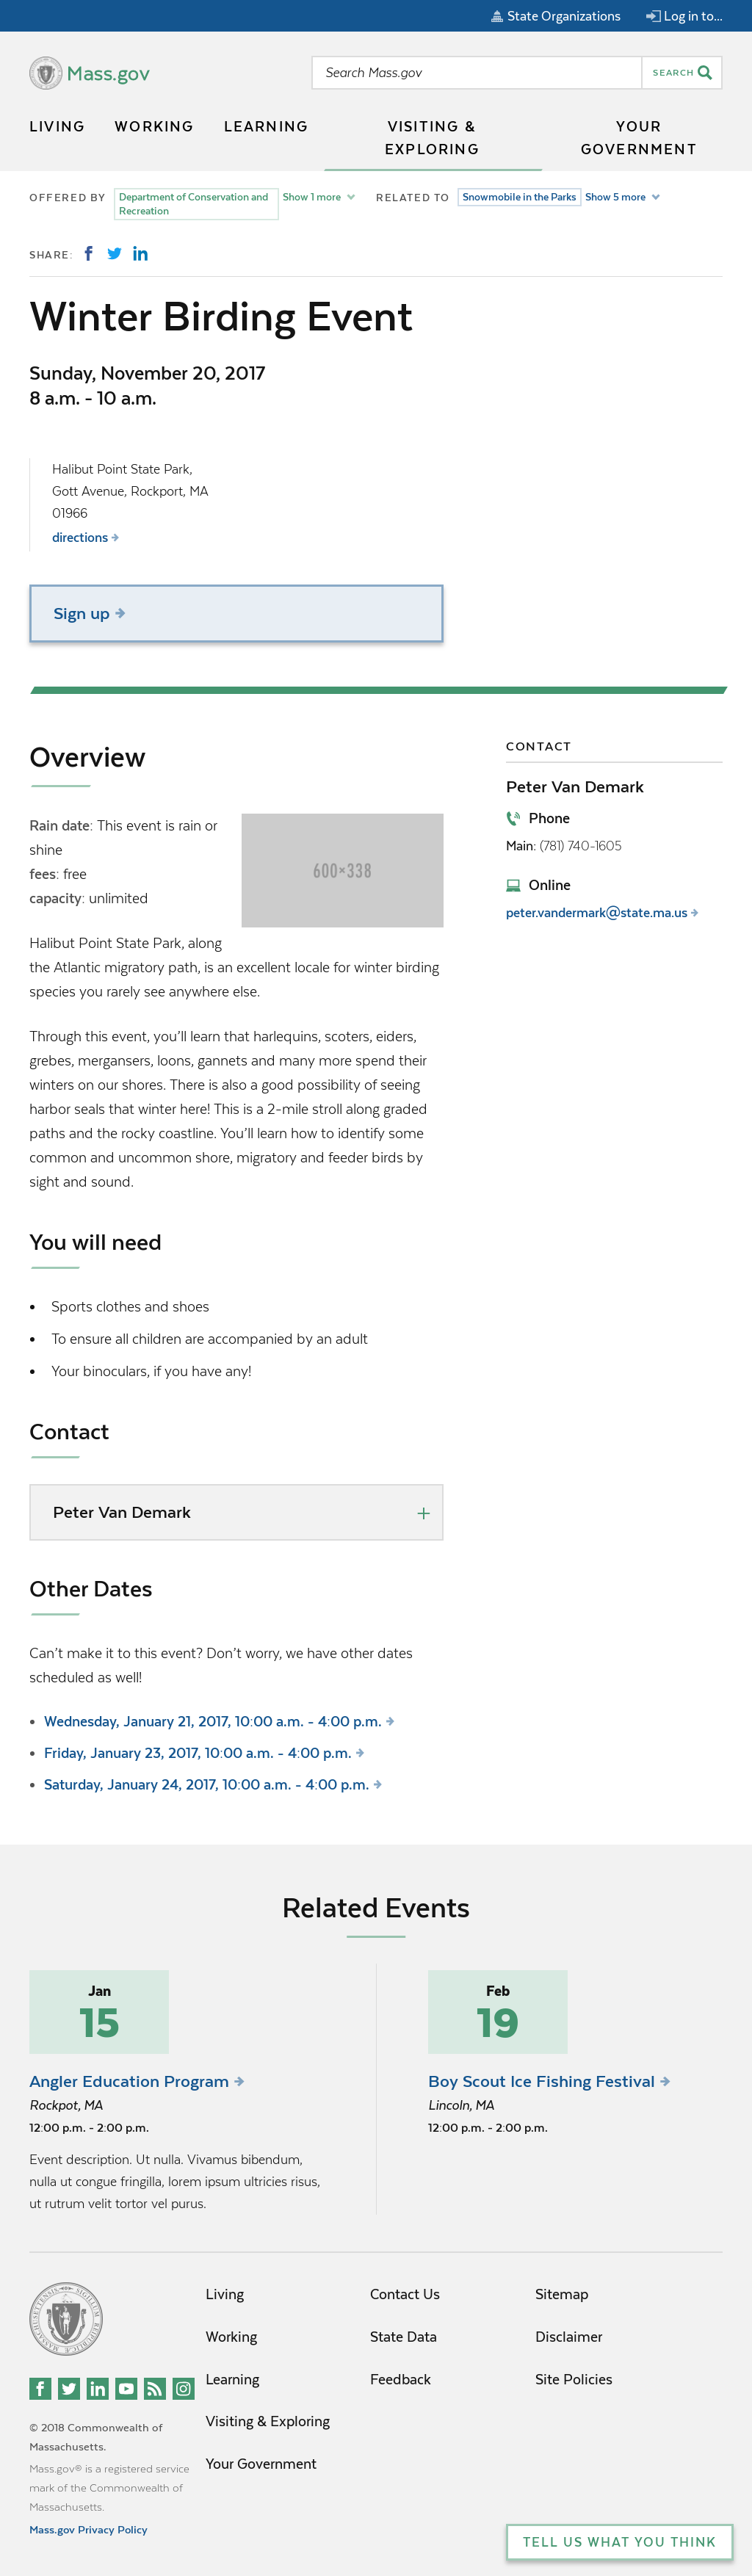 State Organizations
Log in to...
Mass.gov
Search Mass.gov
SEARCH
LIVING
WORKING
LEARNING
VISITING &
EXPLORING
YOUR
GOVERNMENT
OFFERED BY
Department of Conservation and
Recreation
Show 1 more
RELATED TO
Snowmobile in the Parks
Show 5 more
SHARE:
Winter Birding Event
Sunday, November 20, 2017
8 a.m. - 10 a.m.
Halibut Point State Park,
Gott Avenue, Rockport, MA
01966
directions
Sign up
Overview
Rain date: This event is rain or
shine
fees: free
capacity: unlimited
600×338
Halibut Point State Park, along
the Atlantic migratory path, is an excellent locale for winter birding
species you rarely see anywhere else.
Through this event, you'll learn that harlequins, scoters, eiders,
grebes, mergansers, loons, gannets and many more spend their
winters on our shores. There is also a good possibility of seeing
harbor seals that winter here! This is a 2-mile stroll along graded
paths and the rocky coastline. You'll learn how to identify some
common and uncommon shore, migratory and feeder birds by
sight and sound.
You will need
• Sports clothes and shoes
• To ensure all children are accompanied by an adult
• Your binoculars, if you have any!
Contact
Peter Van Demark
Other Dates
Can't make it to this event? Don't worry, we have other dates
scheduled as well!
• Wednesday, January 21, 2017, 10:00 a.m. - 4:00 p.m.
• Friday, January 23, 2017, 10:00 a.m. - 4:00 p.m.
• Saturday, January 24, 2017, 10:00 a.m. - 4:00 p.m.
CONTACT
Peter Van Demark
Phone
Main: (781) 740-1605
Online
peter.vandermark@state.ma.us
Related Events
Jan
15
Angler Education Program
Rockpot, MA
12:00 p.m. - 2:00 p.m.
Event description. Ut nulla. Vivamus bibendum,
nulla ut congue fringilla, lorem ipsum ultricies risus,
ut rutrum velit tortor vel purus.
Feb
19
Boy Scout Ice Fishing Festival
Lincoln, MA
12:00 p.m. - 2:00 p.m.
Living
Working
Learning
Visiting & Exploring
Your Government
Contact Us
State Data
Feedback
Sitemap
Disclaimer
Site Policies
© 2018 Commonwealth of
Massachusetts.
Mass.gov® is a registered service
mark of the Commonwealth of
Massachusetts.
Mass.gov Privacy Policy
TELL US WHAT YOU THINK